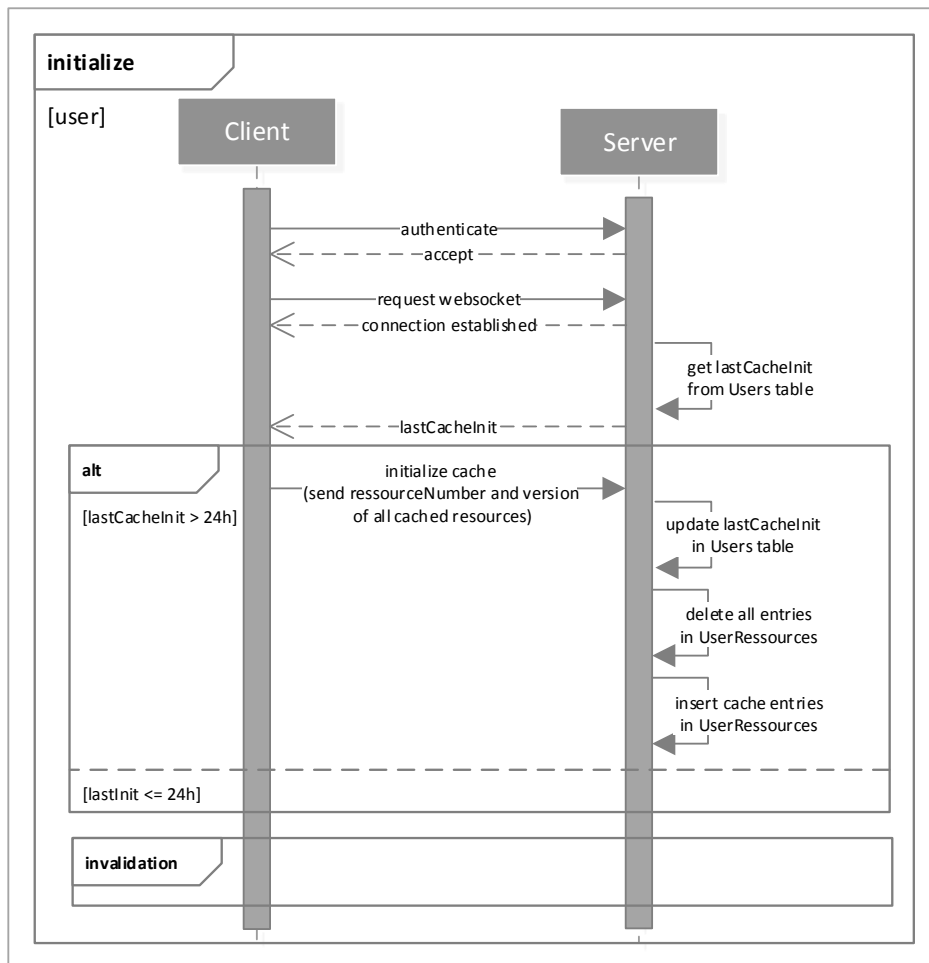 initialize
[user]
Client
Server
authenticate
accept
request websocket
connection established
get lastCacheInit
from Users table
lastCacheInit
alt
initialize cache
(send ressourceNumber and version
of all cached resources)
[lastCacheInit > 24h]
update lastCacheInit
in Users table
delete all entries
in UserRessources
insert cache entries
in UserRessources
[lastInit <= 24h]
invalidation